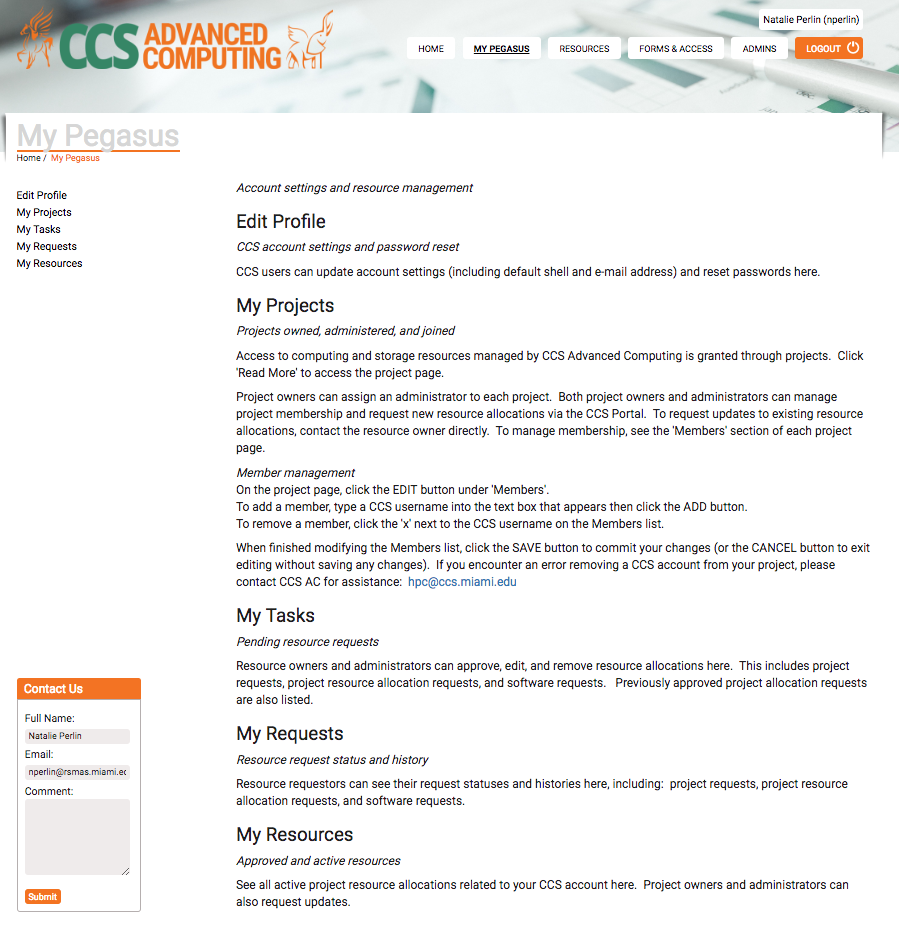 CCS ADVANCED
COMPUTING
Natalie Perlin (nperlin)
HOME MY PEGASUS RESOURCES FORMS & ACCESS ADMINS LOGOUT
My Pegasus
Home / My Pegasus
Edit Profile
My Projects
My Tasks
My Requests
My Resources
Account settings and resource management
Edit Profile
CCS account settings and password reset
CCS users can update account settings (including default shell and e-mail address) and reset passwords here.
My Projects
Projects owned, administered, and joined
Access to computing and storage resources managed by CCS Advanced Computing is granted through projects. Click
'Read More' to access the project page.
Project owners can assign an administrator to each project. Both project owners and administrators can manage
project membership and request new resource allocations via the CCS Portal. To request updates to existing resource
allocations, contact the resource owner directly. To manage membership, see the 'Members' section of each project
page.
Member management
On the project page, click the EDIT button under 'Members'.
To add a member, type a CCS username into the text box that appears then click the ADD button.
To remove a member, click the 'x' next to the CCS username on the Members list.
When finished modifying the Members list, click the SAVE button to commit your changes (or the CANCEL button to exit
editing without saving any changes). If you encounter an error removing a CCS account from your project, please
contact CCS AC for assistance: hpc@ccs.miami.edu
My Tasks
Pending resource requests
Resource owners and administrators can approve, edit, and remove resource allocations here. This includes project
requests, project resource allocation requests, and software requests. Previously approved project allocation requests
are also listed.
My Requests
Resource request status and history
Resource requestors can see their request statuses and histories here, including: project requests, project resource
allocation requests, and software requests.
My Resources
Approved and active resources
See all active project resource allocations related to your CCS account here. Project owners and administrators can
also request updates.
Contact Us
Full Name:
Natalie Perlin
Email:
nperlin@rsmas.miami.ec
Comment:
Submit